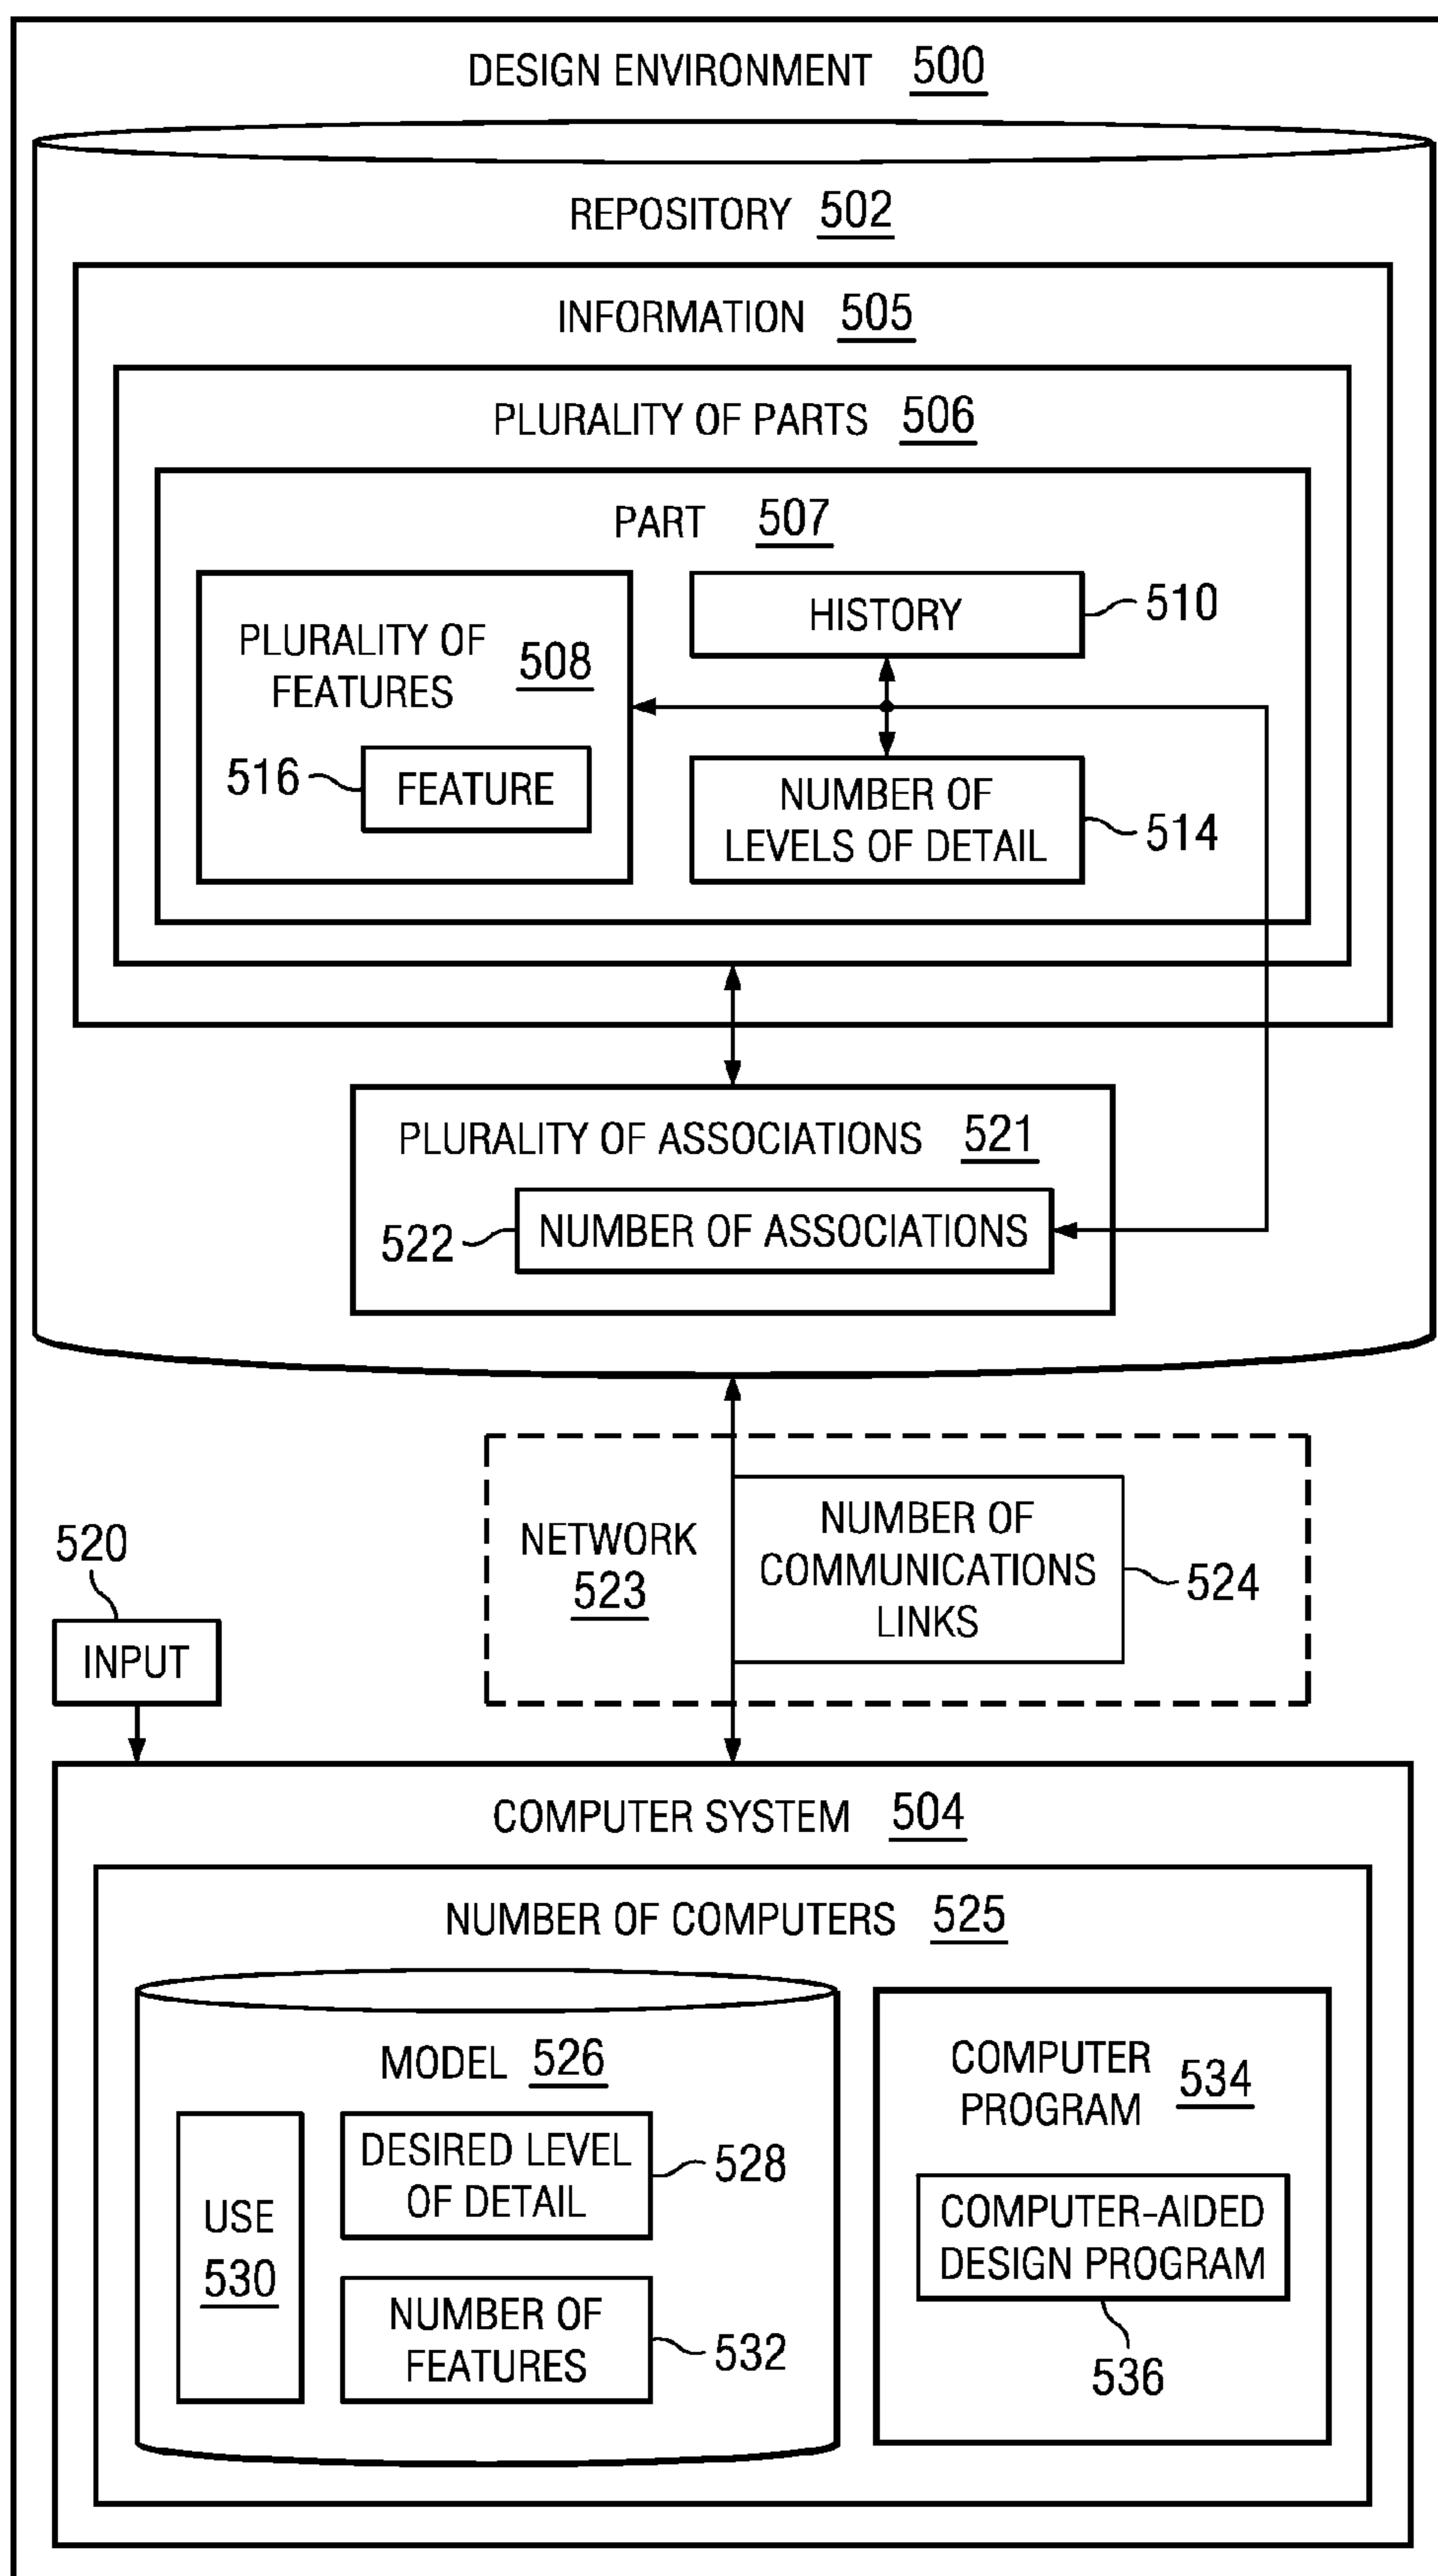 DESIGN ENVIRONMENT 500
REPOSITORY 502
INFORMATION 505
PLURALITY OF PARTS 506
PART 507
PLURALITY OF
FEATURES 508
516 FEATURE
HISTORY 510
NUMBER OF
LEVELS OF DETAIL 514
PLURALITY OF ASSOCIATIONS 521
522 NUMBER OF ASSOCIATIONS
NETWORK
523
NUMBER OF
COMMUNICATIONS
LINKS 524
520
INPUT
COMPUTER SYSTEM 504
NUMBER OF COMPUTERS 525
MODEL 526
USE
530
DESIRED LEVEL
OF DETAIL 528
NUMBER OF
FEATURES 532
COMPUTER
PROGRAM 534
COMPUTER-AIDED
DESIGN PROGRAM
536